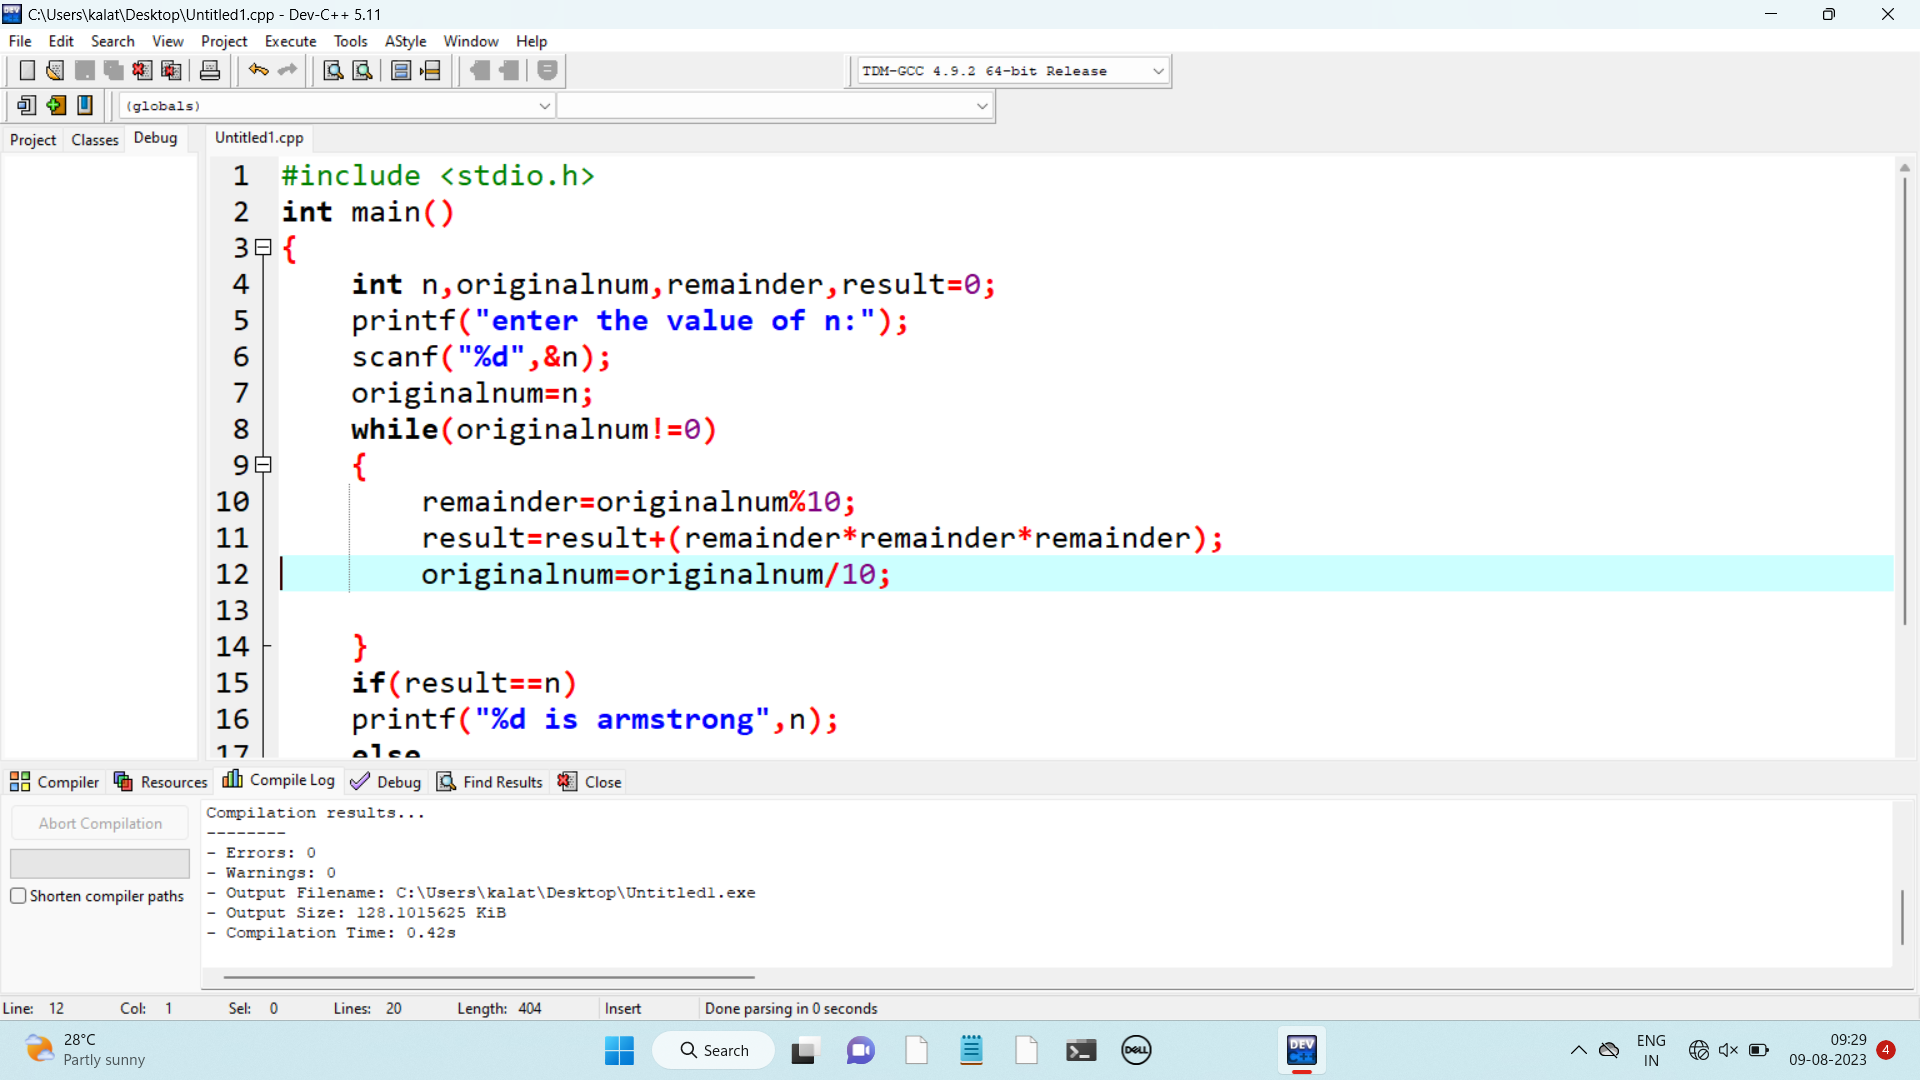 C:\Users\kalat\Desktop\Untitled1.cpp - Dev-C++ 5.11
File Edit Search View Project Execute Tools AStyle Window Help
TDM-GCC 4.9.2 64-bit Release
(globals)
Project Classes Debug Untitled1.cpp
1 #include <stdio.h>
2 int main()
3 {
4 int n,originalnum,remainder,result=0;
5 printf("enter the value of n:");
6 scanf("%d",&n);
7 originalnum=n;
8 while(originalnum!=0)
9 {
10 remainder=originalnum%10;
11 result=result+(remainder*remainder*remainder);
12 originalnum=originalnum/10;
13
14 }
15 if(result==n)
16 printf("%d is armstrong",n);
17 else
Compiler Resources Compile Log Debug Find Results Close
Abort Compilation
Shorten compiler paths
Compilation results...
--------
- Errors: 0
- Warnings: 0
- Output Filename: C:\Users\kalat\Desktop\Untitled1.exe
- Output Size: 128.1015625 KiB
- Compilation Time: 0.42s
Line: 12 Col: 1 Sel: 0 Lines: 20 Length: 404 Insert Done parsing in 0 seconds
28°C
Partly sunny
Search
DELL
DEV
C++
ENG
IN
09:29
09-08-2023
4